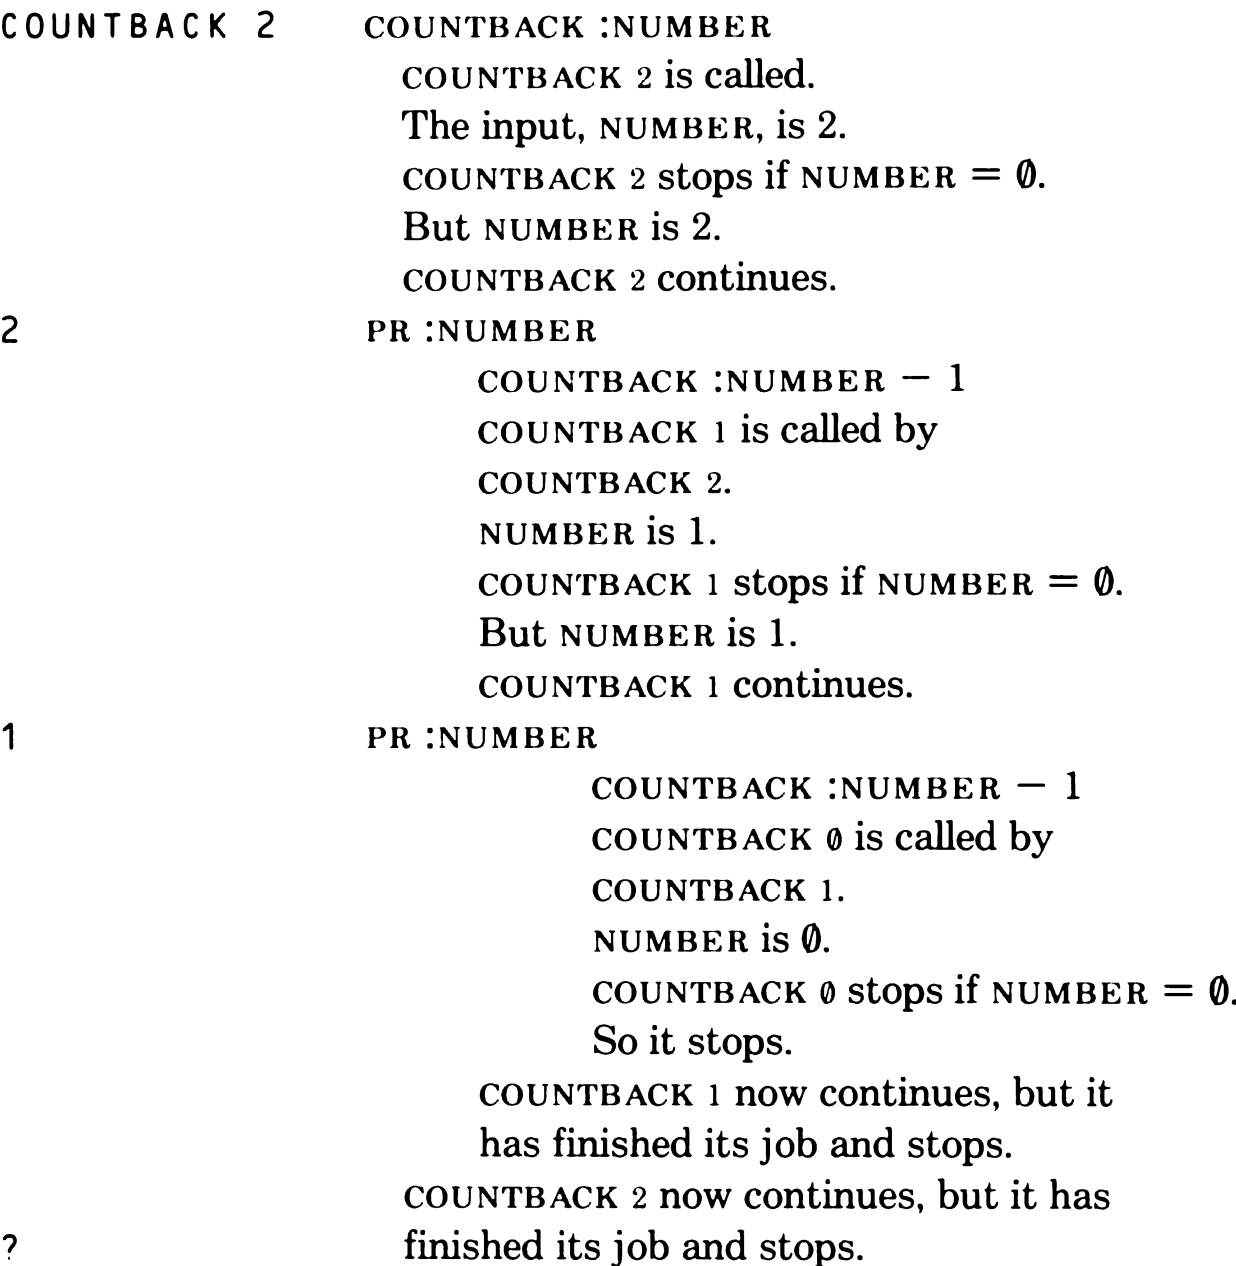 COUNTBACK 2 COUNTBACK :NUMBER
COUNTBACK 2 is called.
The input, NUMBER, is 2.
COUNTBACK 2 stops if NUMBER = 0.
But NUMBER is 2.
COUNTBACK 2 continues.
2 PR :NUMBER
COUNTBACK :NUMBER − 1
COUNTBACK 1 is called by
COUNTBACK 2.
NUMBER is 1.
COUNTBACK 1 stops if NUMBER = 0.
But NUMBER is 1.
COUNTBACK 1 continues.
1 PR :NUMBER
COUNTBACK :NUMBER − 1
COUNTBACK 0 is called by
COUNTBACK 1.
NUMBER is 0.
COUNTBACK 0 stops if NUMBER = 0.
So it stops.
COUNTBACK 1 now continues, but it
has finished its job and stops.
COUNTBACK 2 now continues, but it has
? finished its job and stops.